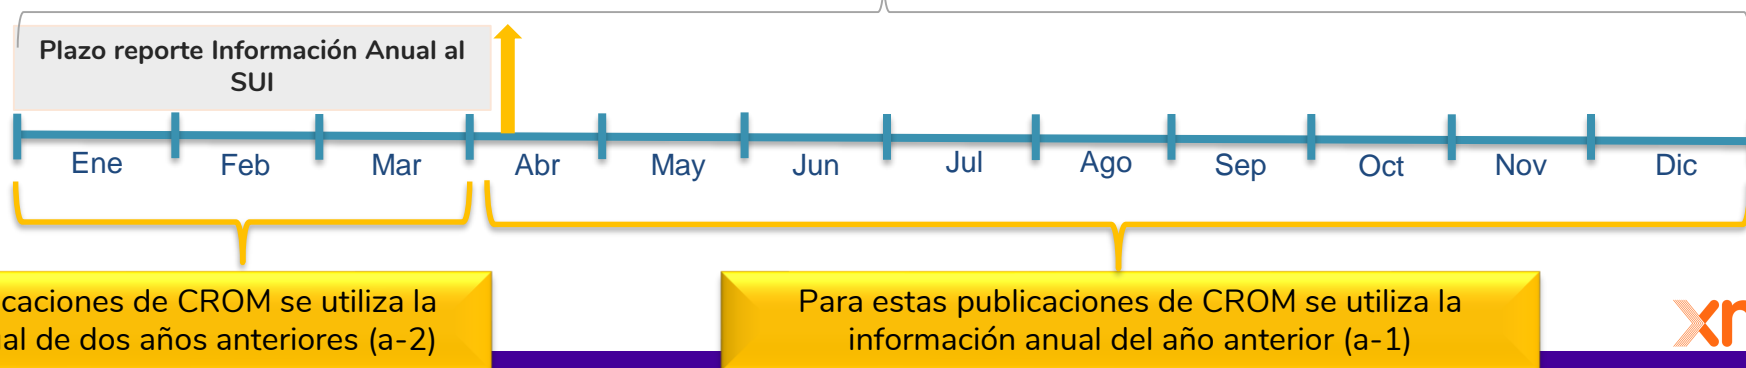 Plazo reporte Información Anual al
SUI
Ene Feb Mar Abr May Jun Jul Ago Sep Oct Nov Dic
de CROM se utiliza la
de dos años anteriores (a-2)
Para estas publicaciones de CROM se utiliza la
información anual del año anterior (a-1)